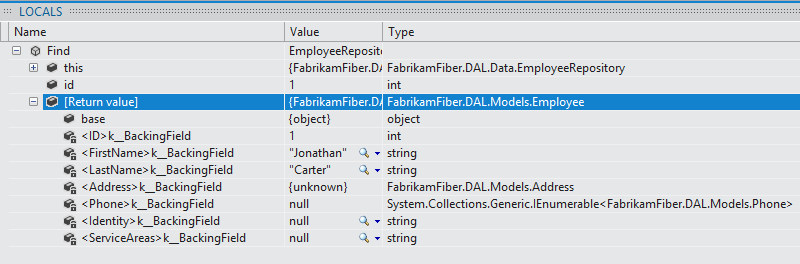 LOCALS
Name Value Type
Find EmployeeReposito
this {FabrikamFiber.DA FabrikamFiber.DAL.Data.EmployeeRepository
id 1 int
[Return value] {FabrikamFiber.DA FabrikamFiber.DAL.Models.Employee
base {object} object
<ID>k__BackingField 1 int
<FirstName>k__BackingField "Jonathan" string
<LastName>k__BackingField "Carter" string
<Address>k__BackingField {unknown} FabrikamFiber.DAL.Models.Address
<Phone>k__BackingField null System.Collections.Generic.IEnumerable<FabrikamFiber.DAL.Models.Phone>
<Identity>k__BackingField null string
<ServiceAreas>k__BackingField null string